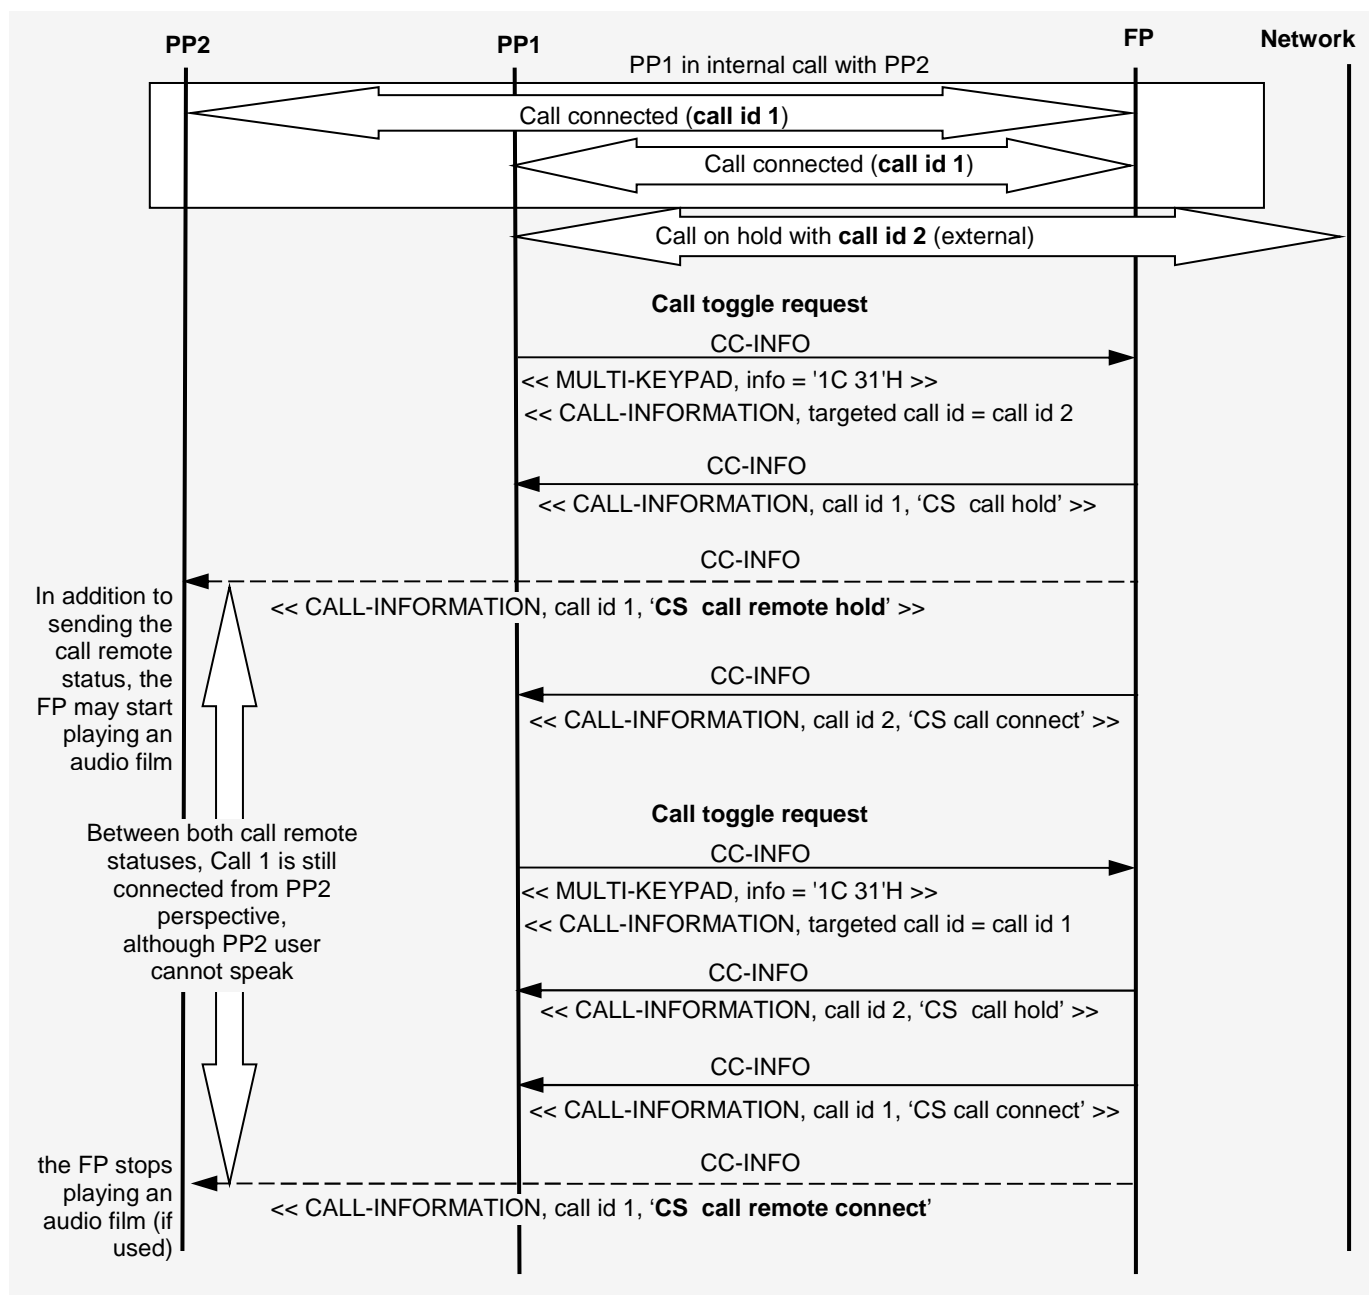 PP2
PP1
FP
Network
PP1 in internal call with PP2
Call connected (call id 1)
Call connected (call id 1)
Call on hold with call id 2 (external)
Call toggle request
CC-INFO
<< MULTI-KEYPAD, info = '1C 31'H >>
<< CALL-INFORMATION, targeted call id = call id 2
CC-INFO
<< CALL-INFORMATION, call id 1, ‘CS  call hold’ >>
CC-INFO
<< CALL-INFORMATION, call id 1, ‘CS  call remote hold’ >>
In addition to
sending the
call remote
status, the
FP may start
playing an
audio film
CC-INFO
<< CALL-INFORMATION, call id 2, ‘CS call connect’ >>
Between both call remote
statuses, Call 1 is still
connected from PP2
perspective,
although PP2 user
cannot speak
Call toggle request
CC-INFO
<< MULTI-KEYPAD, info = '1C 31'H >>
<< CALL-INFORMATION, targeted call id = call id 1
CC-INFO
<< CALL-INFORMATION, call id 2, ‘CS  call hold’ >>
CC-INFO
<< CALL-INFORMATION, call id 1, ‘CS call connect’ >>
the FP stops
playing an
audio film (if
used)
CC-INFO
<< CALL-INFORMATION, call id 1, ‘CS  call remote connect’